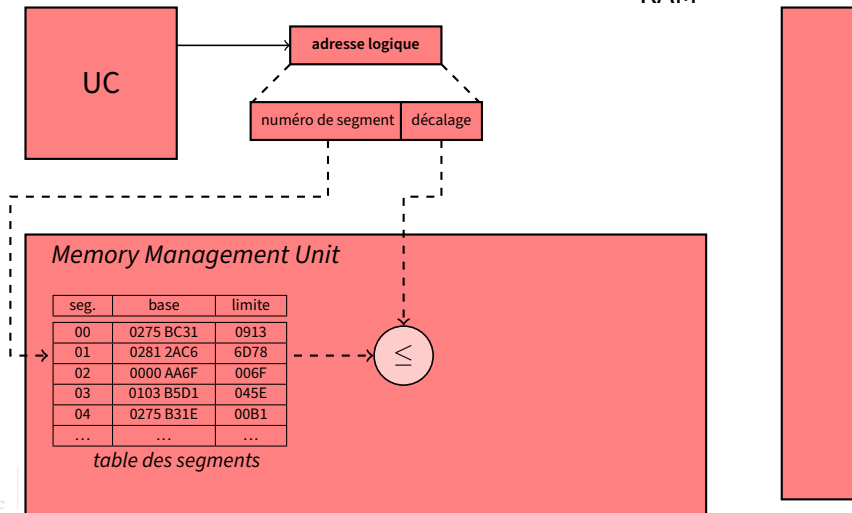 RAM
UC
adresse logique
numéro de segment décalage
Memory Management Unit
seg. base limite
00 0275 BC31 0913
01 0281 2AC6 6D78
≤
02 0000 AA6F 006F
03 0103 B5D1 045E
04 0275 B31E 00B1
… … …
table des segments